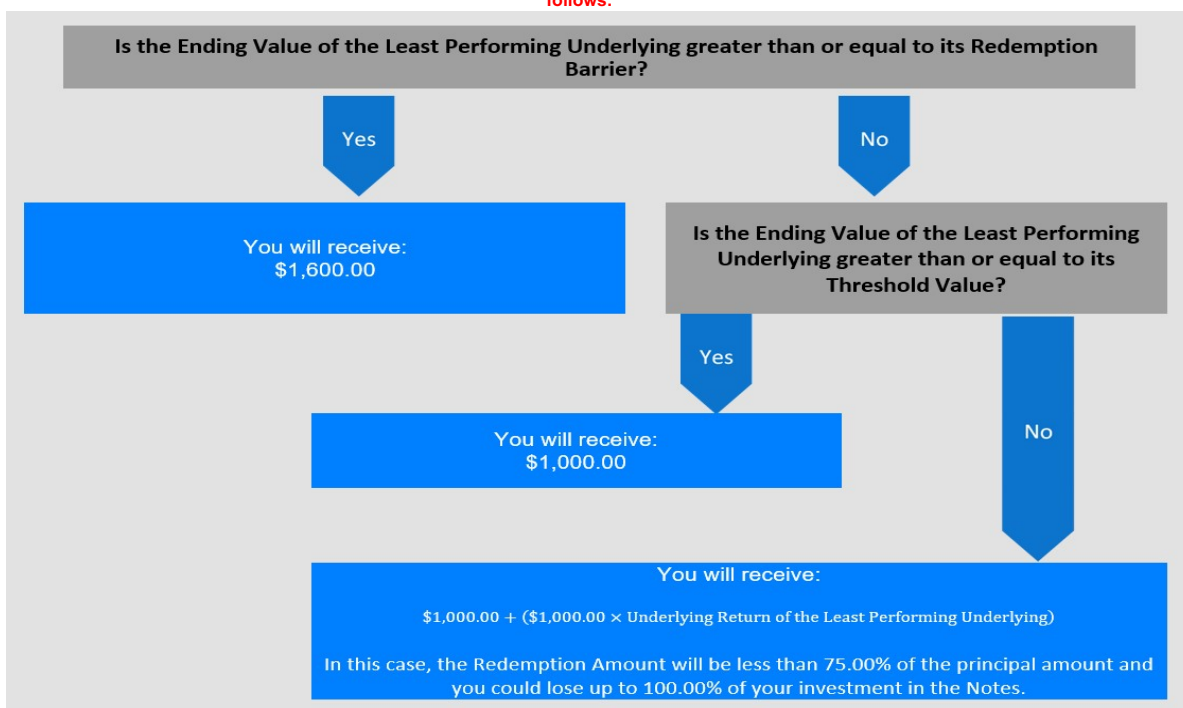 follows:
Is the Ending Value of the Least Performing Underlying greater than or equal to its Redemption
Barrier?
Yes
No
You will receive:
$1,600.00
Is the Ending Value of the Least Performing
Underlying greater than or equal to its
Threshold Value?
Yes
No
You will receive:
$1,000.00
You will receive:
$1,000.00 + ($1,000.00 × Underlying Return of the Least Performing Underlying)
In this case, the Redemption Amount will be less than 75.00% of the principal amount and
you could lose up to 100.00% of your investment in the Notes.